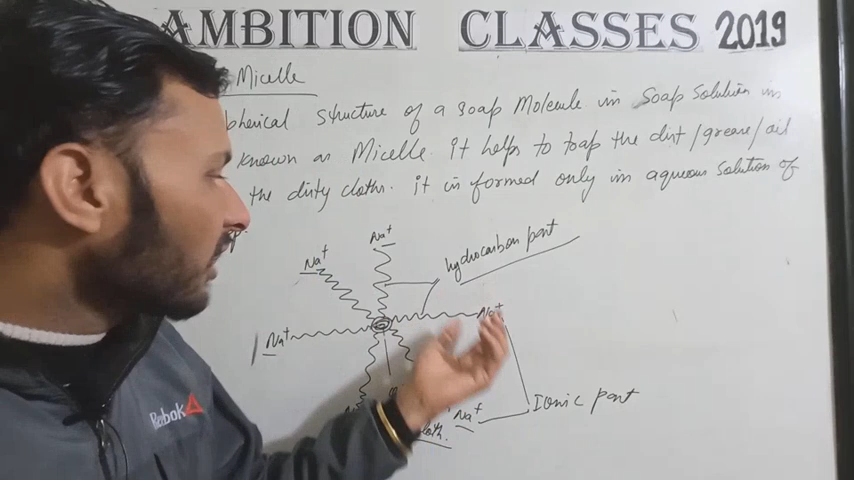 AMBITION CLASSES 2019
Micelle
pherical structure of a soap Molecule in soap solution is
known as Micelle. it helps to trap the dirt/grease/oil
the dirty cloths. it is formed only in aqueous solution of
Na+
Na+
hydrocarbon part
Na+
Na+
Ionic part
Na+
cloth.
Reebok